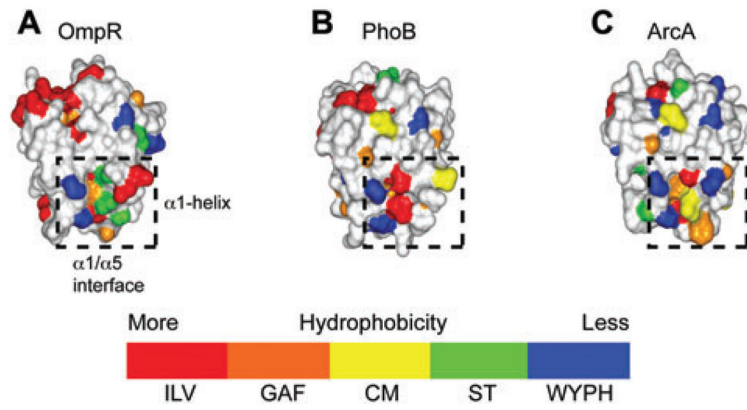 A OmpR
B PhoB
C ArcA
α1-helix
α1/α5
interface
More Hydrophobicity Less
ILV GAF CM ST WYPH